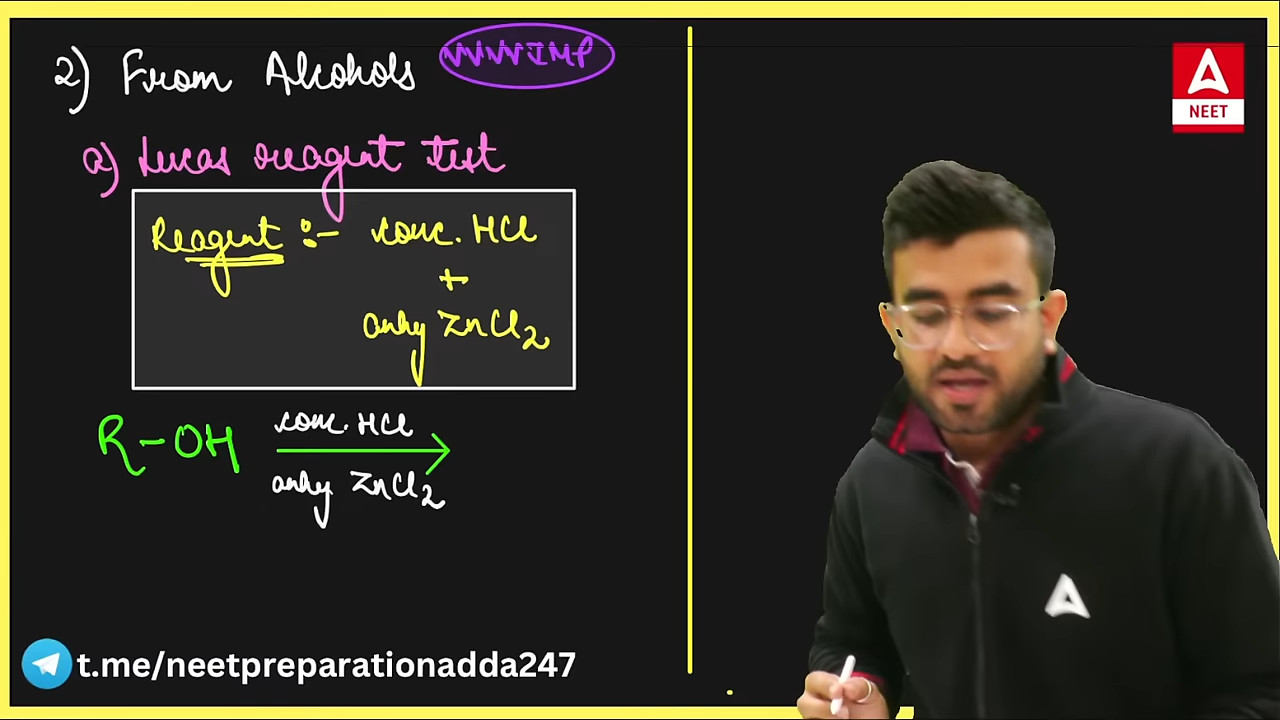 2) From Alcohols VVVVIMP
a) Lucas reagent Test
Reagent :- conc. HCl
+
anhy ZnCl2
R-OH conc. HCl
anhy ZnCl2
NEET
t.me/neetpreparationadda247